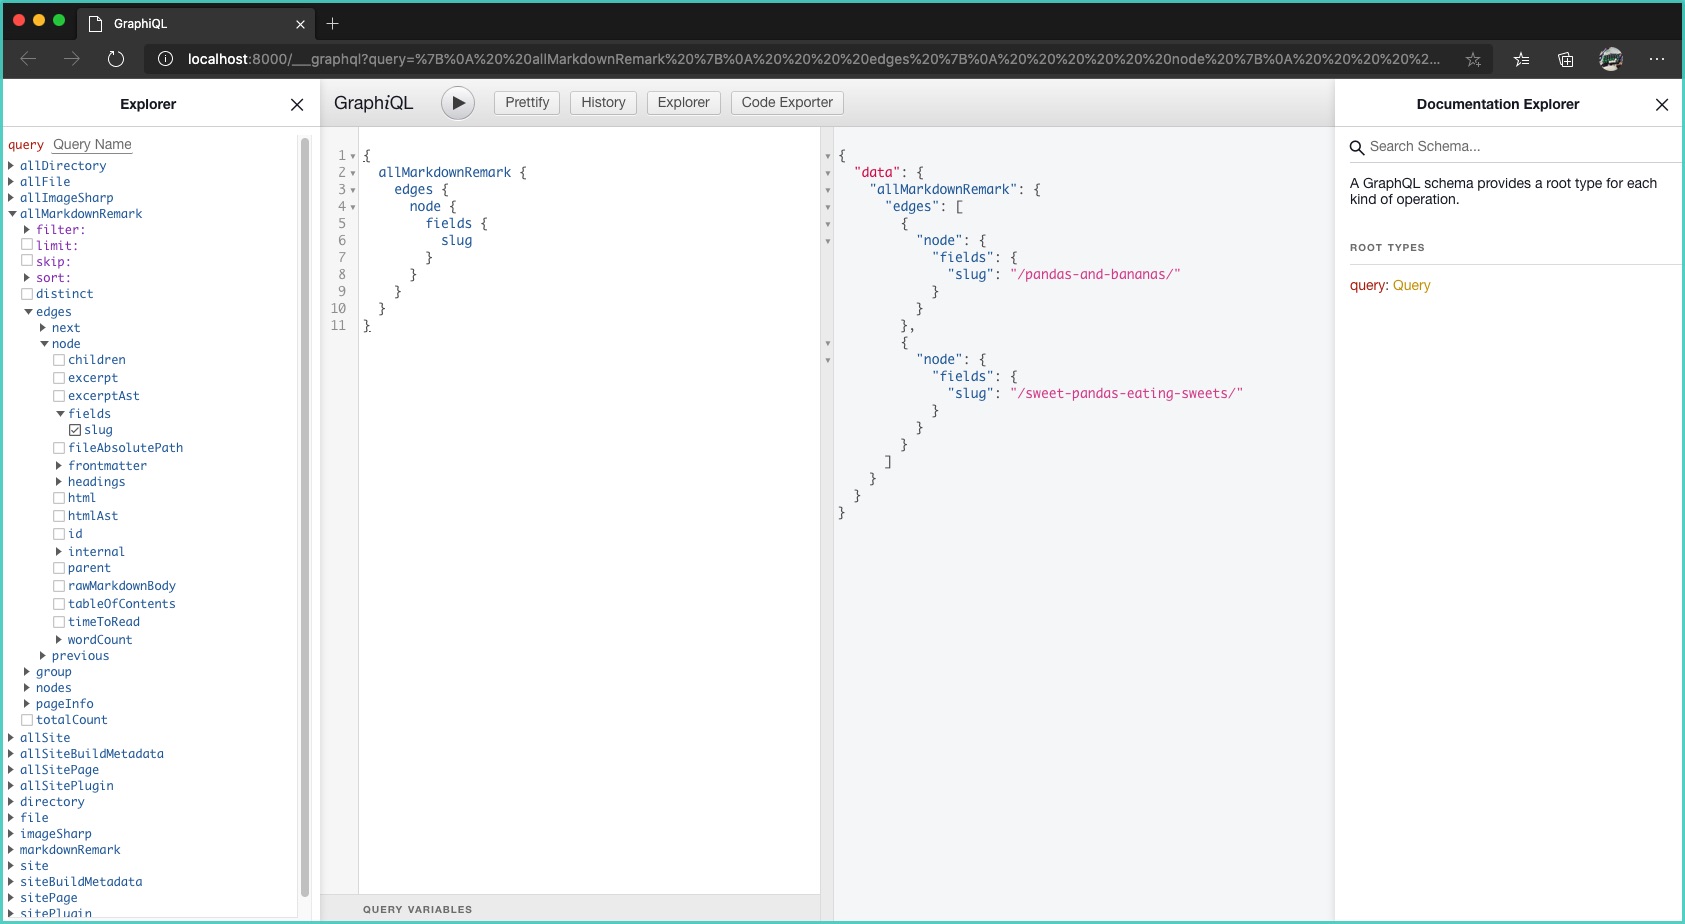 GraphiQL
localhost:8000/___graphql?query=%7B%0A%20%20allMarkdownRemark%20%7B%0A%20%20%20%20edges%20%7B%0A%20%20%20%20%20%20node%20%7B%0A%20%20%20%20%2...
Explorer
query Query Name
allDirectory
allFile
allImageSharp
allMarkdownRemark
filter:
limit:
skip:
sort:
distinct
edges
next
node
children
excerpt
excerptAst
fields
slug
fileAbsolutePath
frontmatter
headings
html
htmlAst
id
internal
parent
rawMarkdownBody
tableOfContents
timeToRead
wordCount
previous
group
nodes
pageInfo
totalCount
allSite
allSiteBuildMetadata
allSitePage
allSitePlugin
directory
file
imageSharp
markdownRemark
site
siteBuildMetadata
sitePage
sitePlugin
GraphiQL Prettify History Explorer Code Exporter
1 {
2 allMarkdownRemark {
3 edges {
4 node {
5 fields {
6 slug
7 }
8 }
9 }
10 }
11 }
QUERY VARIABLES
{
"data": {
"allMarkdownRemark": {
"edges": [
{
"node": {
"fields": {
"slug": "/pandas-and-bananas/"
}
}
},
{
"node": {
"fields": {
"slug": "/sweet-pandas-eating-sweets/"
}
}
}
]
}
}
}
Documentation Explorer
Search Schema...
A GraphQL schema provides a root type for each
kind of operation.
ROOT TYPES
query: Query